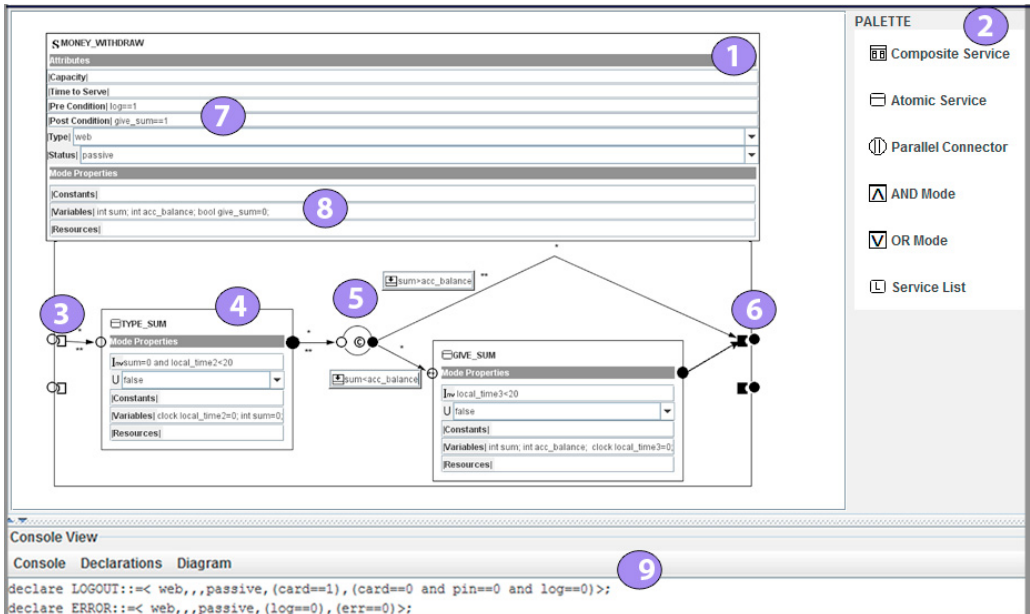 PALETTE
2
S MONEY_WITHDRAW
1
Attributes
|Capacity|
|Time to Serve|
|Pre Condition| log==1
7
|Post Condition| give_sum==1
|Type| web
|Status| passive
Mode Properties
|Constants|
8
|Variables| int sum; int acc_balance; bool give_sum=0;
|Resources|
Composite Service
Atomic Service
Parallel Connector
AND Mode
OR Mode
L Service List
*
**
sum>acc_balance
3
4
5
6
*
**
TYPE_SUM
Mode Properties
Inv sum=0 and local_time2<20
U false
|Constants|
|Variables| clock local_time2=0; int sum=0;
|Resources|
*
**
C
*
sum<acc_balance
GIVE_SUM
Mode Properties
Inv local_time3<20
U false
|Constants|
|Variables| int sum; int acc_balance; clock local_time3=0;
|Resources|
Console View
Console Declarations Diagram
9
declare LOGOUT::=< web,,,passive,(card==1),(card==0 and pin==0 and log==0)>;
declare ERROR::=< web,,,passive,(log==0),(err==0)>;